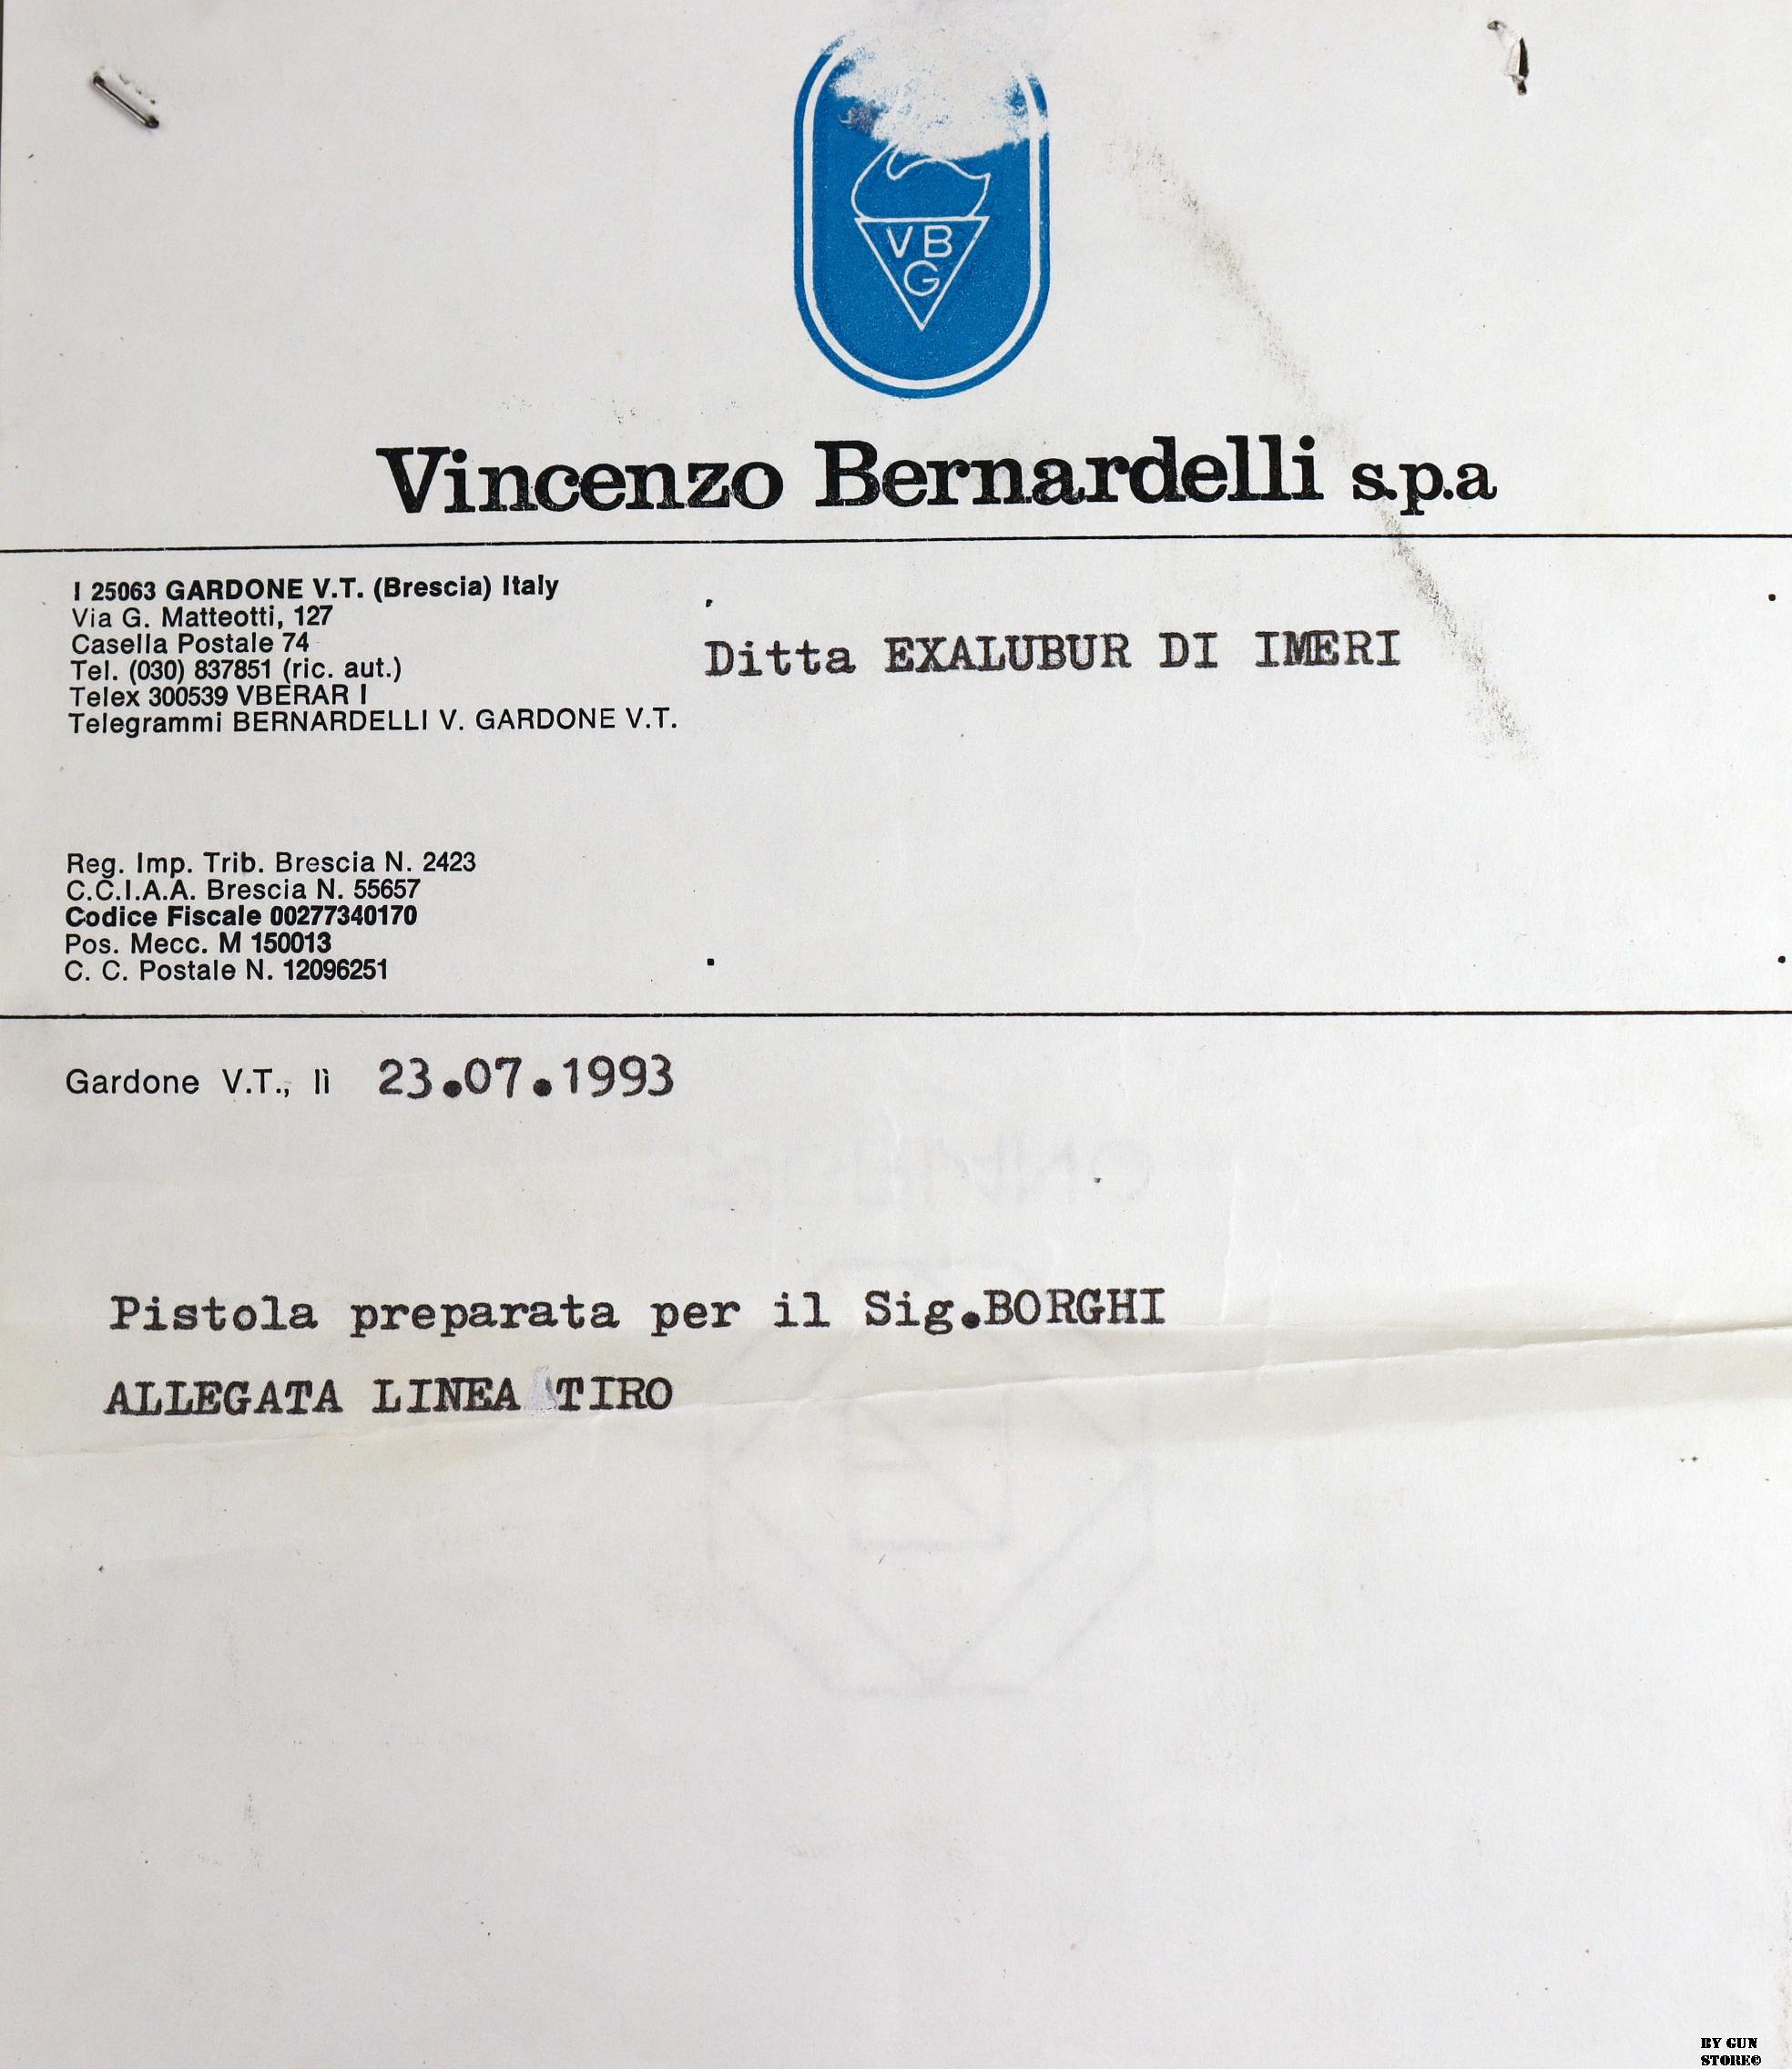 VB
G
Vincenzo Bernardelli s.p.a
I 25063 GARDONE V.T. (Brescia) Italy
Via G. Matteotti, 127
Casella Postale 74
Tel. (030) 837851 (ric. aut.)
Telex 300539 VBERAR I
Telegrammi BERNARDELLI V. GARDONE V.T.
Ditta EXALUBUR DI IMERI
Reg. Imp. Trib. Brescia N. 2423
C.C.I.A.A. Brescia N. 55657
Codice Fiscale 00277340170
Pos. Mecc. M 150013
C. C. Postale N. 12096251
Gardone V.T., lì 23.07.1993
Pistola preparata per il Sig.BORGHI
ALLEGATA LINEA TIRO
BY GUN
STORE©